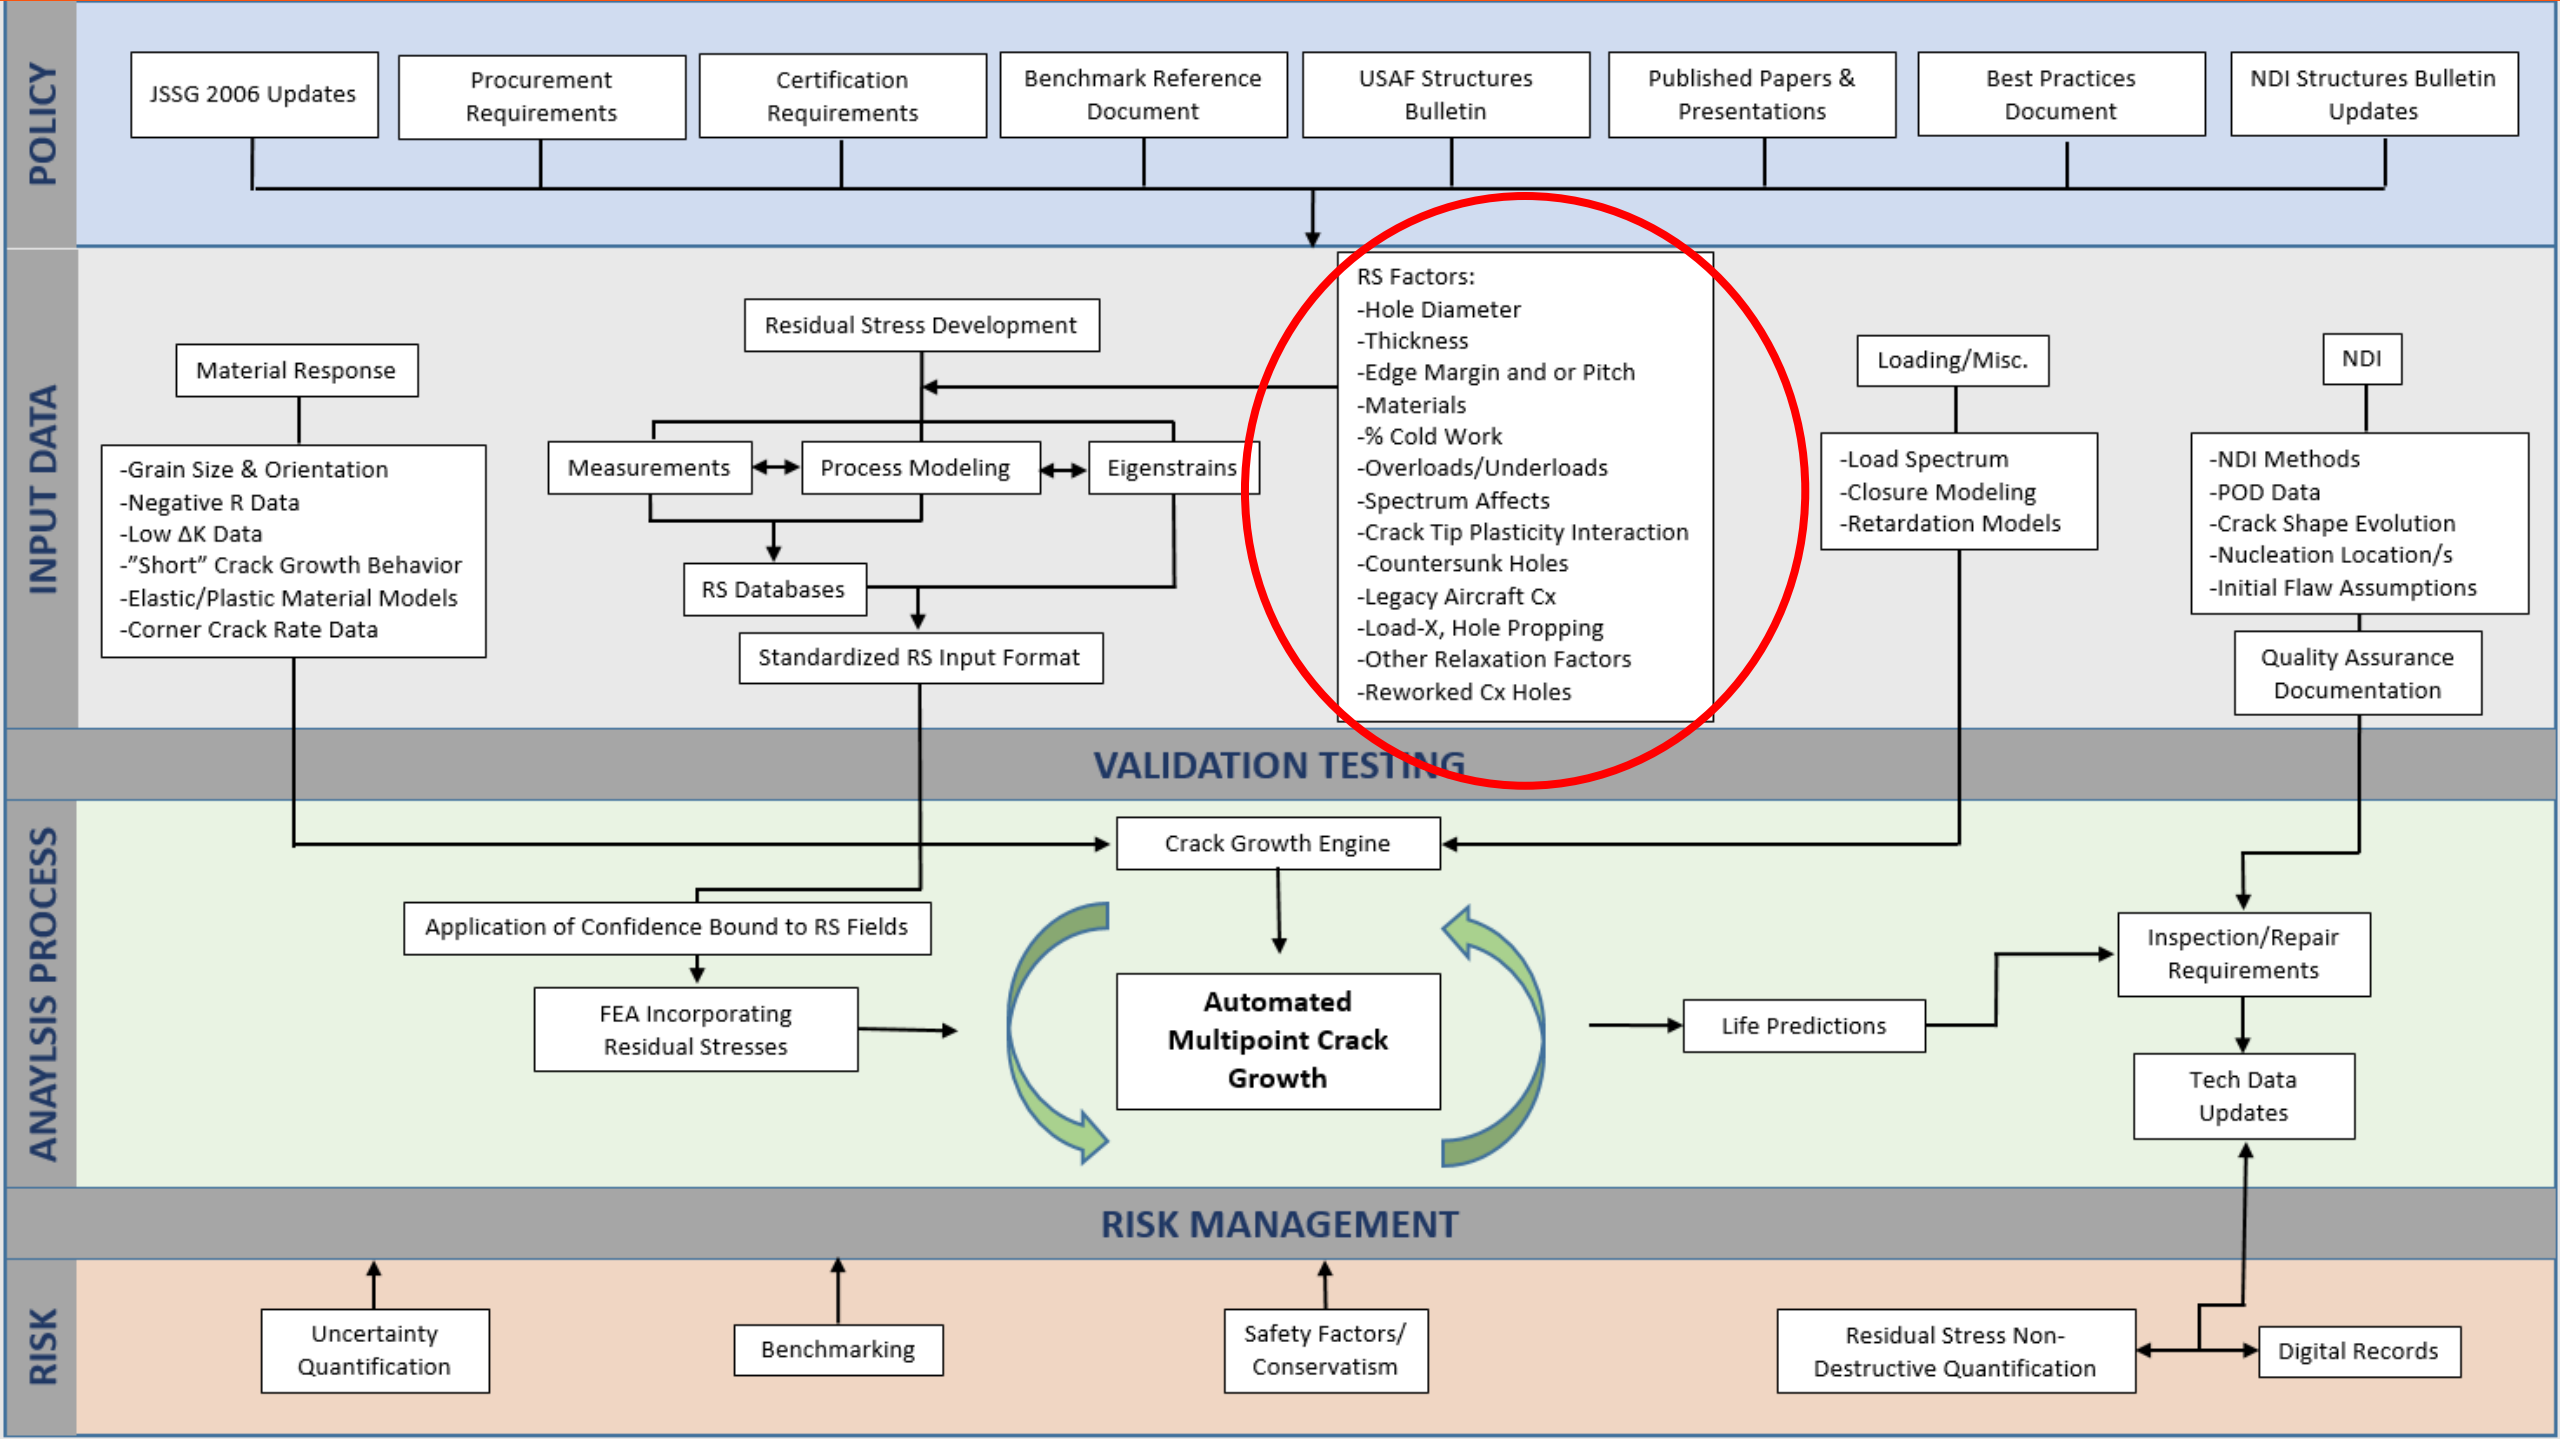 POLICY
JSSG 2006 Updates
Procurement
Requirements
Certification
Requirements
Benchmark Reference
Document
USAF Structures
Bulletin
Published Papers &
Presentations
Best Practices
Document
NDI Structures Bulletin
Updates
INPUT DATA
Material Response
-Grain Size & Orientation
-Negative R Data
-Low ΔK Data
-”Short” Crack Growth Behavior
-Elastic/Plastic Material Models
-Corner Crack Rate Data
Residual Stress Development
Measurements
Process Modeling
Eigenstrains
RS Databases
Standardized RS Input Format
RS Factors:
-Hole Diameter
-Thickness
-Edge Margin and or Pitch
-Materials
-% Cold Work
-Overloads/Underloads
-Spectrum Affects
-Crack Tip Plasticity Interaction
-Countersunk Holes
-Legacy Aircraft Cx
-Load-X, Hole Propping
-Other Relaxation Factors
-Reworked Cx Holes
Loading/Misc.
-Load Spectrum
-Closure Modeling
-Retardation Models
NDI
-NDI Methods
-POD Data
-Crack Shape Evolution
-Nucleation Location/s
-Initial Flaw Assumptions
Quality Assurance
Documentation
VALIDATION TESTING
ANAYLSIS PROCESS
Crack Growth Engine
Application of Confidence Bound to RS Fields
FEA Incorporating
Residual Stresses
Automated
Multipoint Crack
Growth
Life Predictions
Inspection/Repair
Requirements
Tech Data
Updates
RISK MANAGEMENT
RISK
Uncertainty
Quantification
Benchmarking
Safety Factors/
Conservatism
Residual Stress Non-
Destructive Quantification
Digital Records